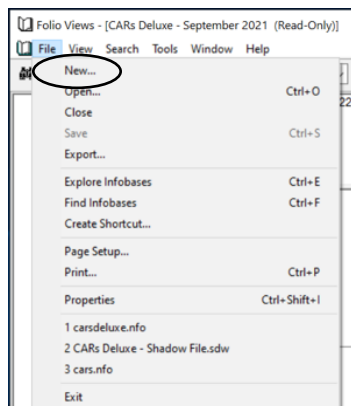 Folio Views - [CARs Deluxe - September 2021 (Read-Only)]
File View Search Tools Window Help
New...
Open... Ctrl+O
Close
Save Ctrl+S
Export...
Explore Infobases Ctrl+E
Find Infobases Ctrl+F
Create Shortcut...
Page Setup...
Print... Ctrl+P
Properties Ctrl+Shift+I
1 carsdeluxe.nfo
2 CARs Deluxe - Shadow File.sdw
3 cars.nfo
Exit